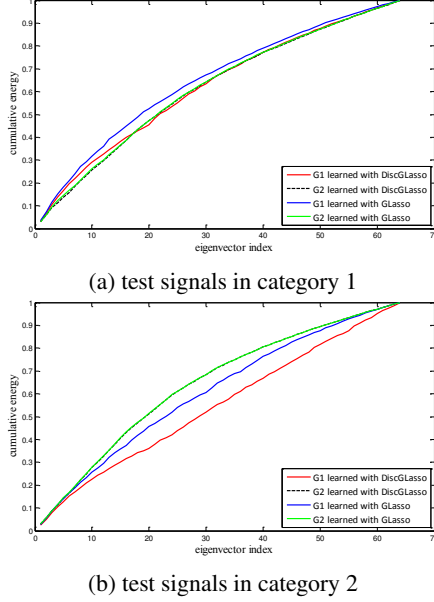 1
0.9
0.8
0.7
0.6
0.5
0.4
0.3
0.2
0.1
0
cumulative energy
0 10 20 30 40 50 60 7
eigenvector index
G1 learned with DiscGLasso
G2 learned with DiscGLasso
G1 learned with GLasso
G2 learned with GLasso
(a) test signals in category 1
1
0.9
0.8
0.7
0.6
0.5
0.4
0.3
0.2
0.1
0
cumulative energy
0 10 20 30 40 50 60 7
eigenvector index
G1 learned with DiscGLasso
G2 learned with DiscGLasso
G1 learned with GLasso
G2 learned with GLasso
(b) test signals in category 2